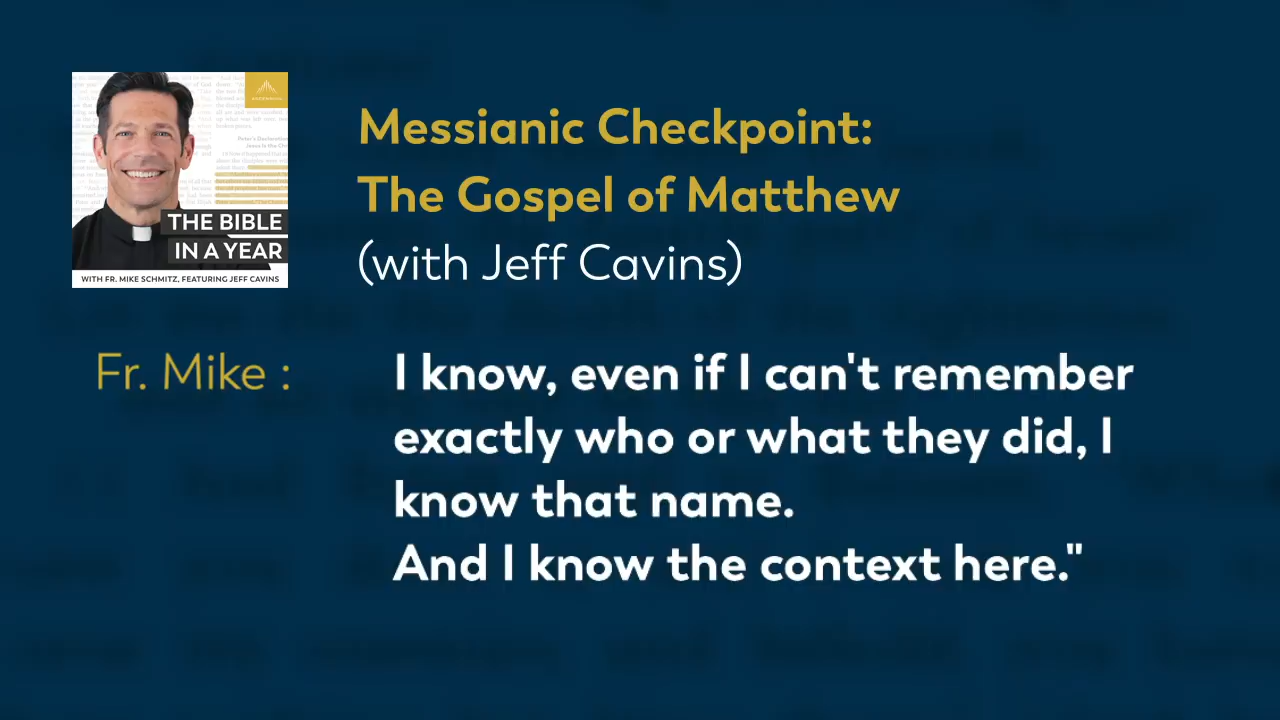 THE BIBLE
IN A YEAR
WITH FR. MIKE SCHMITZ, FEATURING JEFF CAVINS
Messianic Checkpoint:
The Gospel of Matthew
(with Jeff Cavins)
Fr. Mike :
I know, even if I can't remember
exactly who or what they did, I
know that name.
And I know the context here."